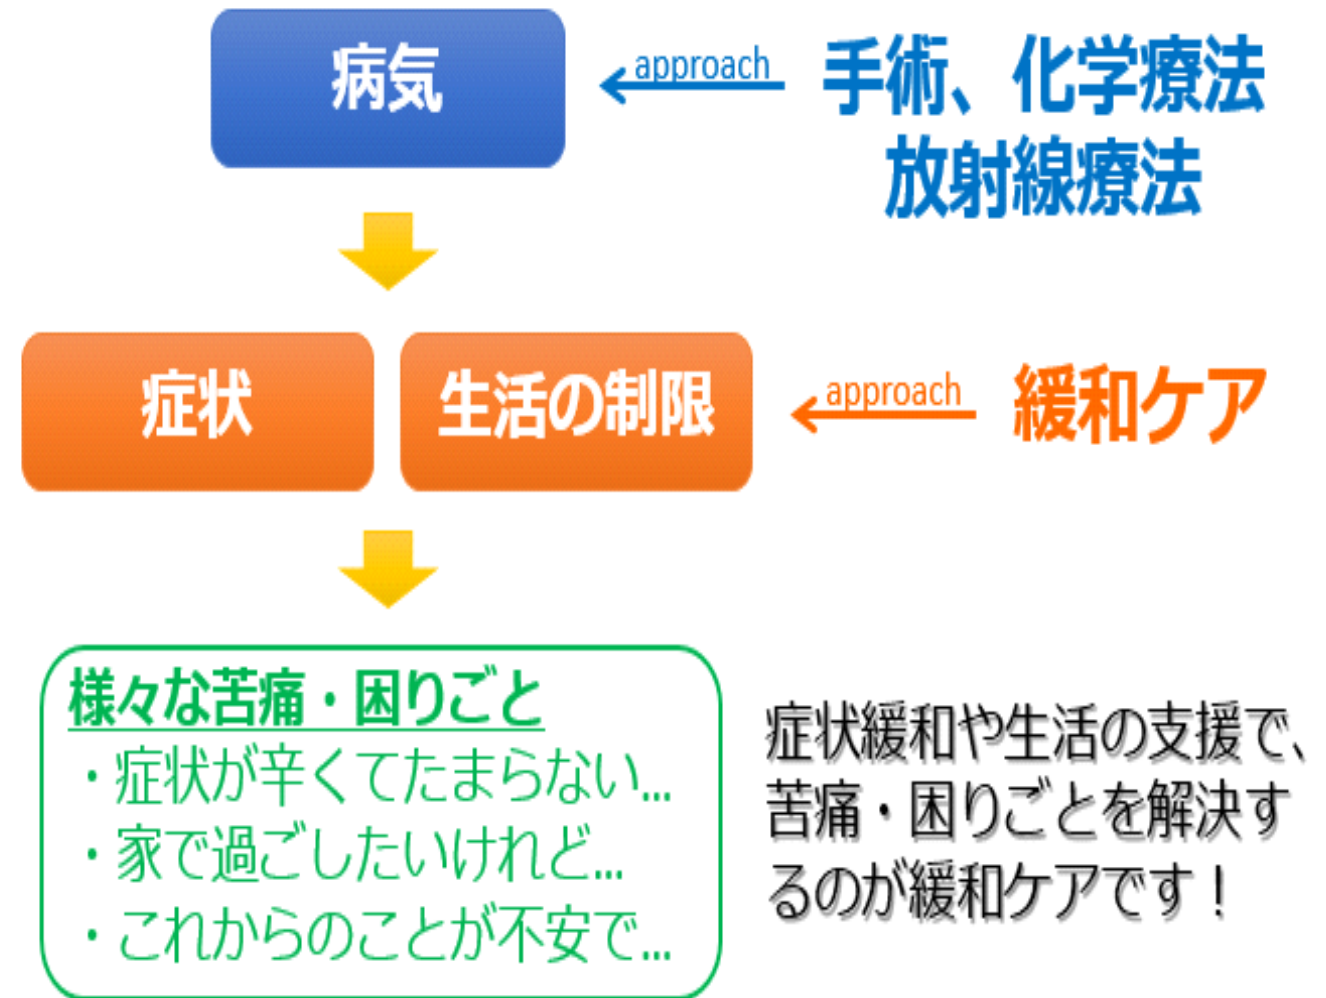 病気
approach
手術、化学療法
放射線療法
症状
生活の制限
approach
緩和ケア
様々な苦痛・困りごと
・症状が辛くてたまらない...
・家で過ごしたいけれど...
・これからのことが不安で...
症状緩和や生活の支援で、
苦痛・困りごとを解決す
るのが緩和ケアです！